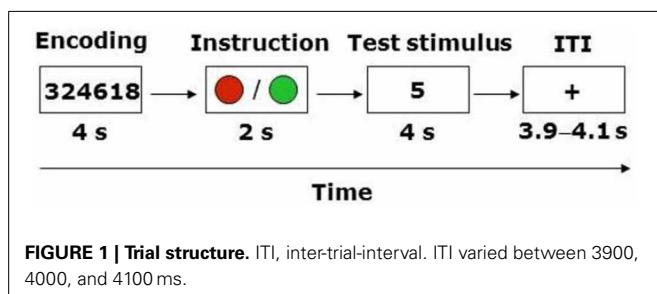 Encoding Instruction Test stimulus ITI
324618 / 5 +
4 s 2 s 4 s 3.9–4.1 s
Time
FIGURE 1 | Trial structure. ITI, inter-trial-interval. ITI varied between 3900,
4000, and 4100 ms.